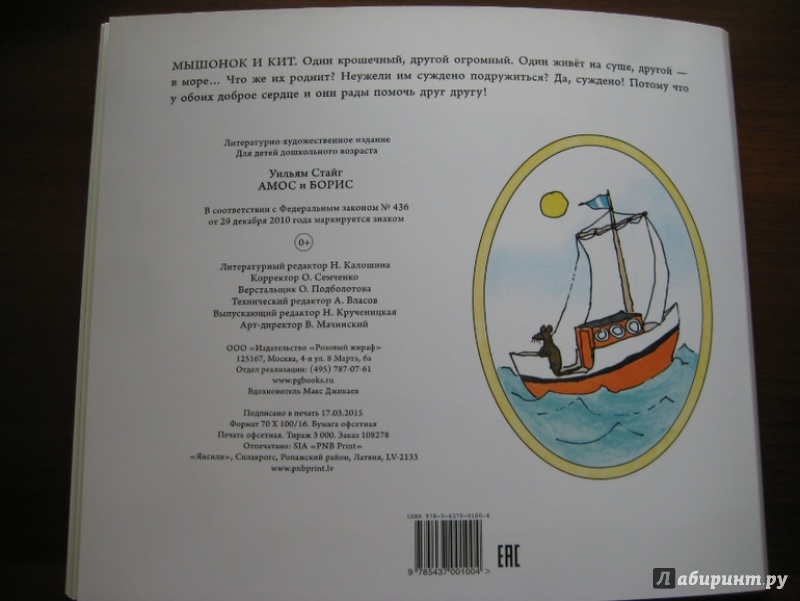 МЫШОНОК И КИТ. Один крошечный, другой огромный. Один живёт на суше, другой —
в море... Что же их роднит? Неужели им суждено подружиться? Да, суждено! Потому что
у обоих доброе сердце и они рады помочь друг другу!
Литературно-художественное издание
Для детей дошкольного возраста
Уильям Стайг
АМОС и БОРИС
В соответствии с Федеральным законом № 436
от 29 декабря 2010 года маркируется знаком
0+
Литературный редактор Н. Калошина
Корректор О. Семченко
Верстальщик О. Подболотова
Технический редактор А. Власов
Выпускающий редактор Н. Крученицкая
Арт-директор В. Мачинский
ООО «Издательство «Розовый жираф»
125167, Москва, 4-я ул. 8 Марта, 6а
Отдел реализации: (495) 787-07-61
www.pgbooks.ru
Вдохновитель Макс Джикаев
Подписано в печать 17.03.2015
Формат 70 X 100/16. Бумага офсетная
Печать офсетная. Тираж 3 000. Заказ 108278
Отпечатано: SIA «PNB Print»
«Янсили», Силакрогс, Ропажский район, Латвия, LV-2133
www.pnbprint.lv
ISBN 978-5-4370-0100-4
9 785437 001004 >
EAC
Лабиринт.ру